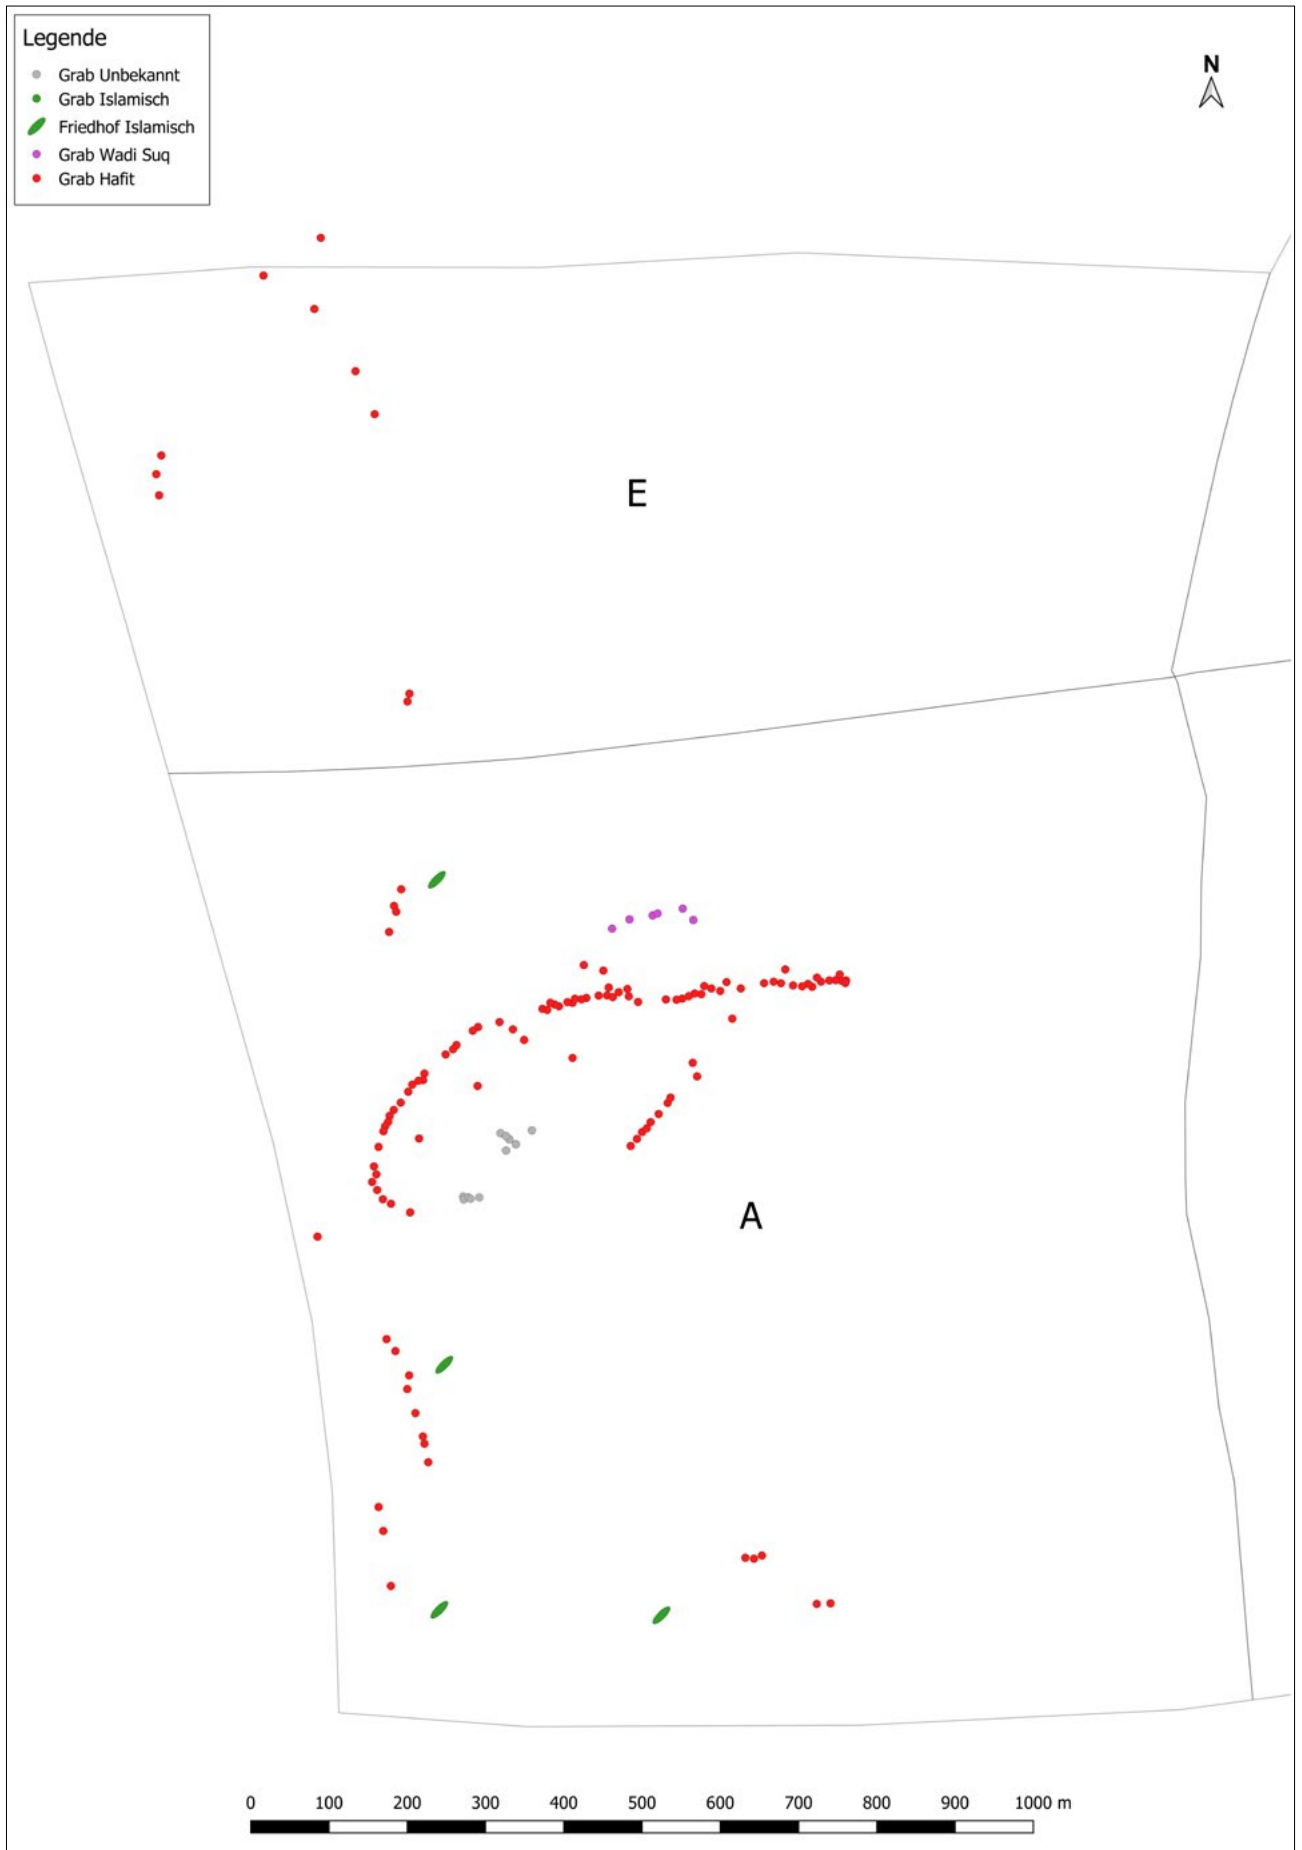 Legende
Grab Unbekannt
Grab Islamisch
Friedhof Islamisch
Grab Wadi Suq
Grab Hafit
N
E
A
0 100 200 300 400 500 600 700 800 900 1000 m